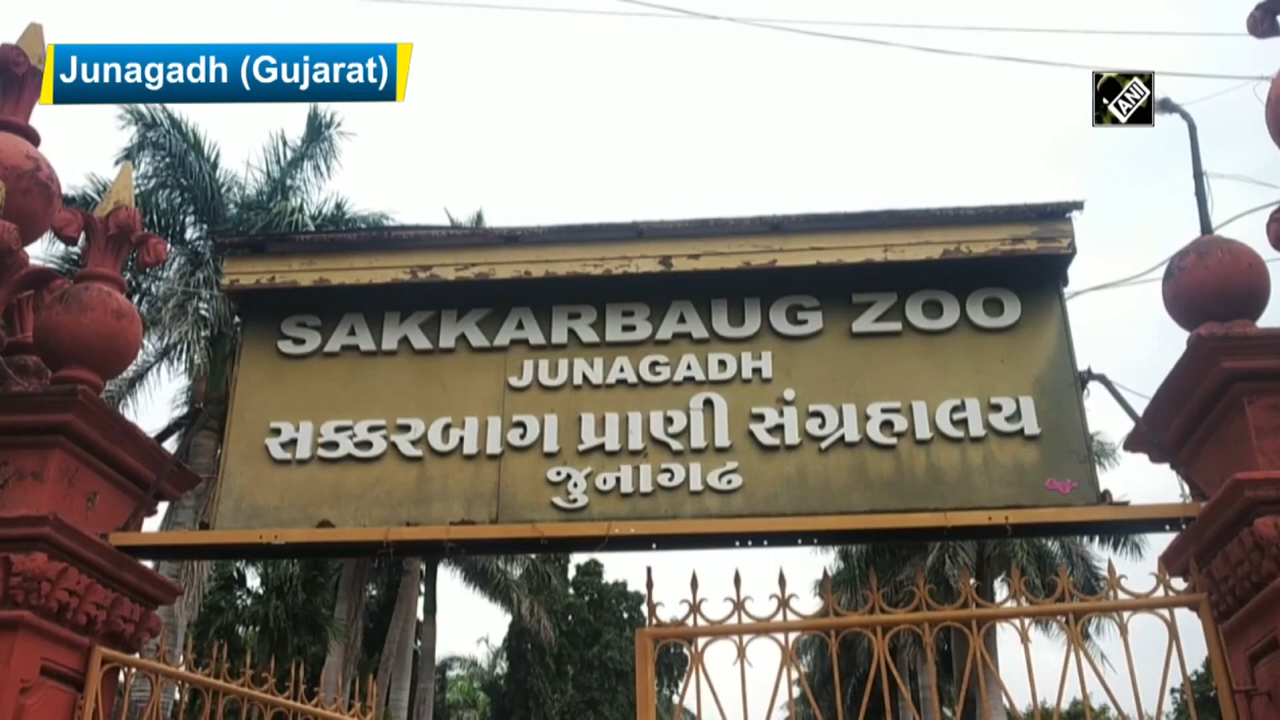 Junagadh (Gujarat)
ANI
SAKKARBAUG ZOO
JUNAGADH
સક્કરબાગ પ્રાણી સંગ્રહાલય
જુનાગઢ